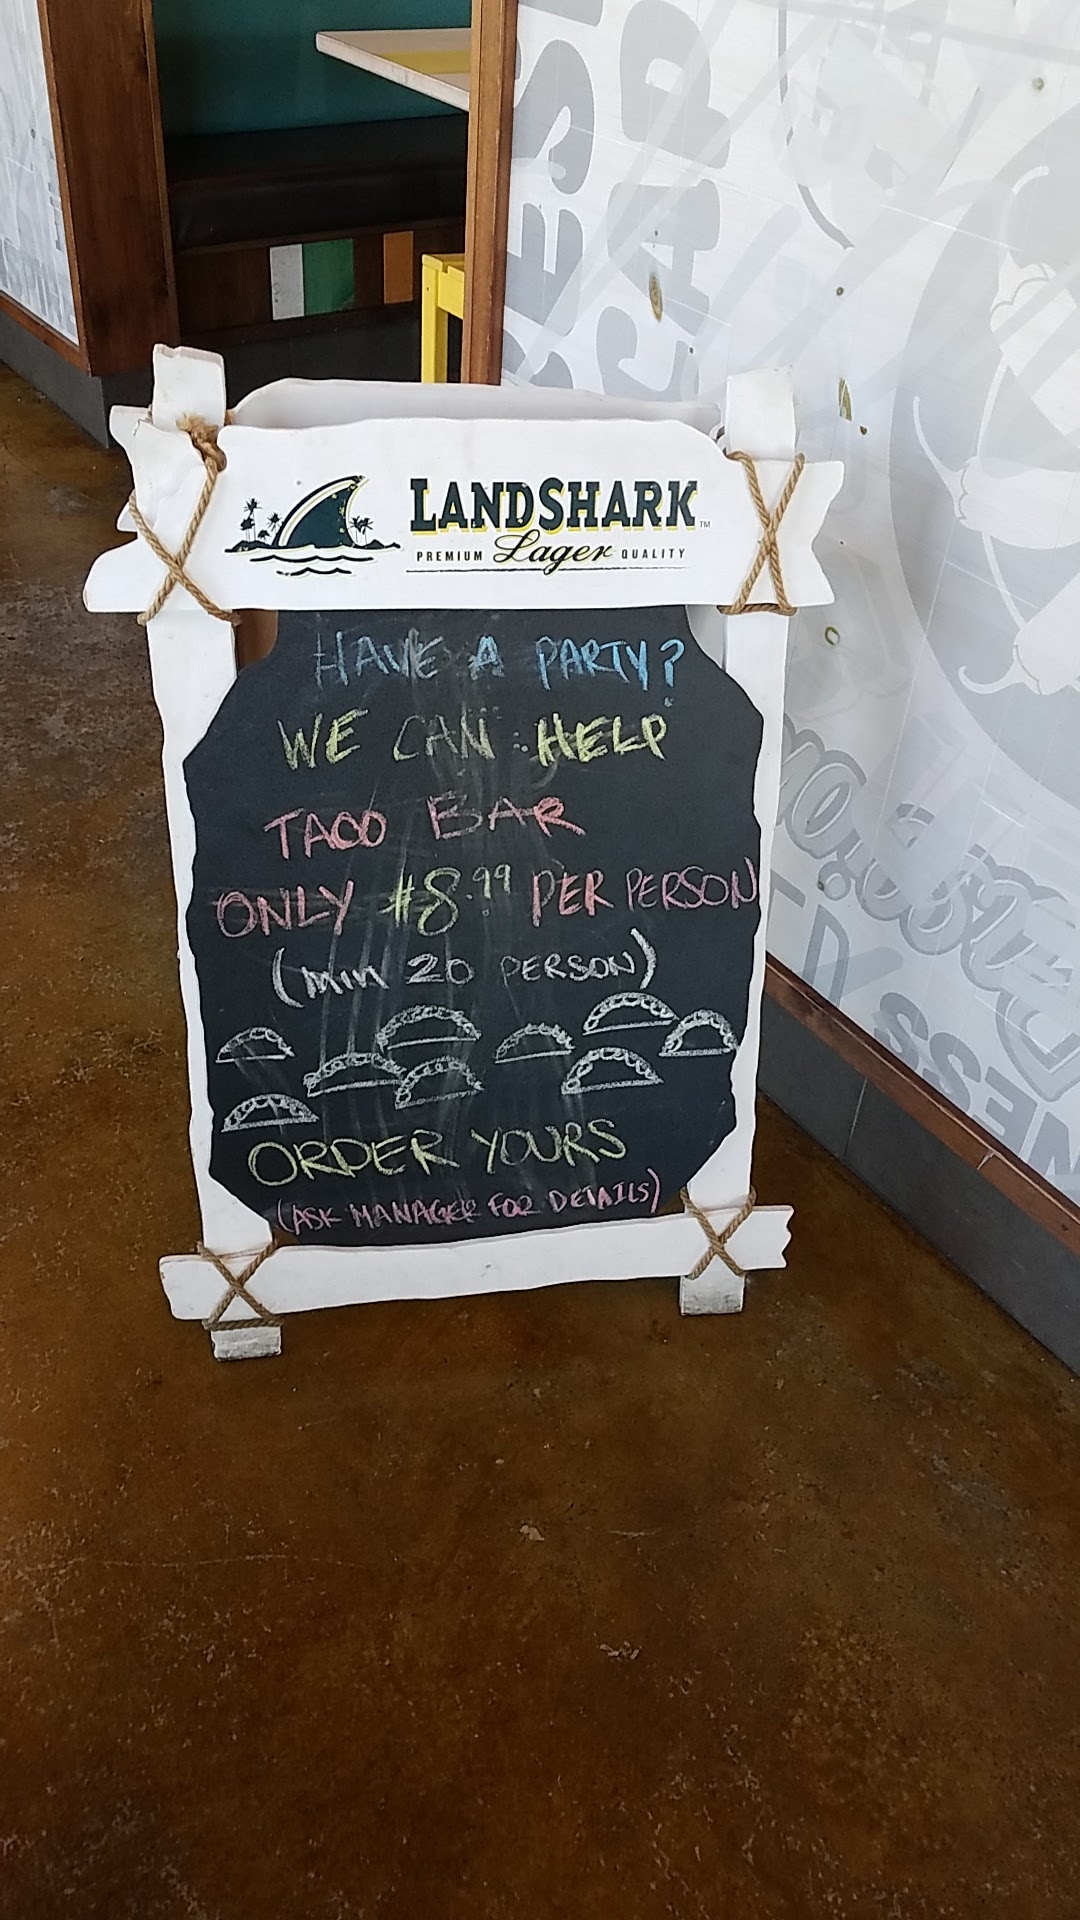 LANDSHARK™
PREMIUM Lager QUALITY
HAVE A PARTY?
WE CAN HELP
TACO BAR
ONLY #8.99 PER PERSON
(min 20 PERSON)
ORDER YOURS
(ASK MANAGER FOR DETAILS)